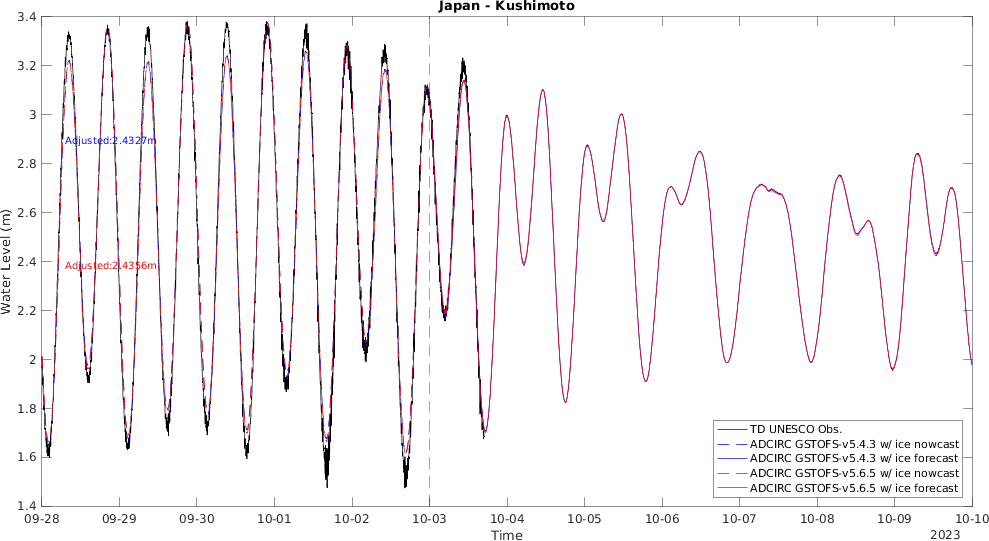 Japan - Kushimoto
3.4
3.2
3
2.8
2.6
2.4
2.2
2
1.8
1.6
1.4
Water Level (m)
Adjusted:2.4327m
Adjusted:2.4356m
TD UNESCO Obs.
ADCIRC GSTOFS-v5.4.3 w/ ice nowcast
ADCIRC GSTOFS-v5.4.3 w/ ice forecast
ADCIRC GSTOFS-v5.6.5 w/ ice nowcast
ADCIRC GSTOFS-v5.6.5 w/ ice forecast
09-28 09-29 09-30 10-01 10-02 10-03 10-04 10-05 10-06 10-07 10-08 10-09 10-10
Time
2023